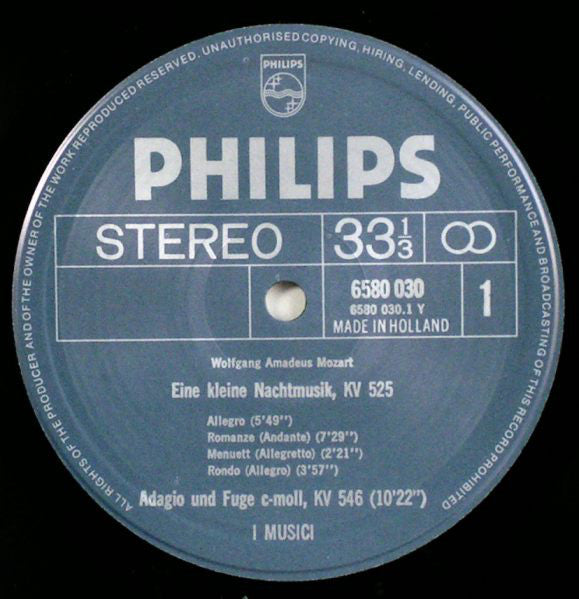 ALL RIGHTS OF THE PRODUCER AND OF THE OWNER OF THE WORK REPRODUCED RESERVED. UNAUTHORISED COPYING, HIRING, LENDING, PUBLIC PERFORMANCE AND BROADCASTING OF THIS RECORD PROHIBITED
PHILIPS
PHILIPS
STEREO 33 1/3
6580 030 1
6580 030.1 Y
MADE IN HOLLAND
Wolfgang Amadeus Mozart
Eine kleine Nachtmusik, KV 525
Allegro (5'49")
Romanze (Andante) (7'29")
Menuett (Allegretto) (2'21")
Rondo (Allegro) (3'57")
Adagio und Fuge c-moll, KV 546 (10'22")
I MUSICI